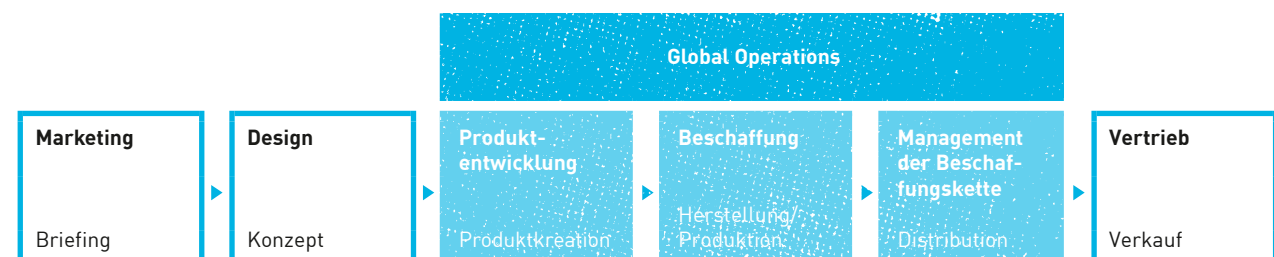 Global Operations
Marketing
Briefing
Design
Konzept
Produkt-
entwicklung
Produktkreation
Beschaffung
Herstellung/
Produktion
Management
der Beschaf-
fungskette
Distribution
Vertrieb
Verkauf